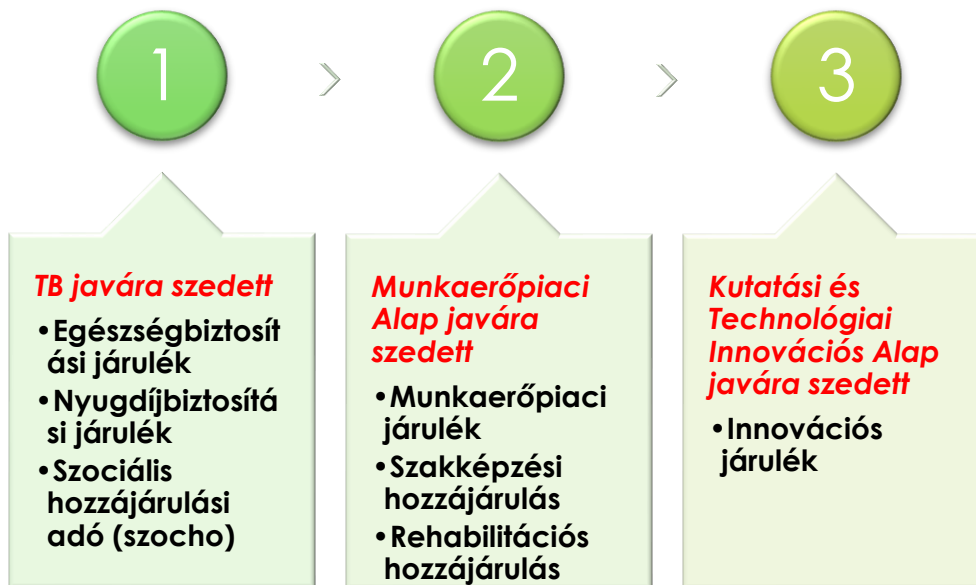 1
TB javára szedett
•Egészségbiztosít
ási járulék
•Nyugdíjbiztosítá
si járulék
•Szociális
hozzájárulási
adó (szocho)
2
Munkaerőpiaci
Alap javára
szedett
•Munkaerőpiaci
járulék
•Szakképzési
hozzájárulás
•Rehabilitációs
hozzájárulás
3
Kutatási és
Technológiai
Innovációs Alap
javára szedett
•Innovációs
járulék